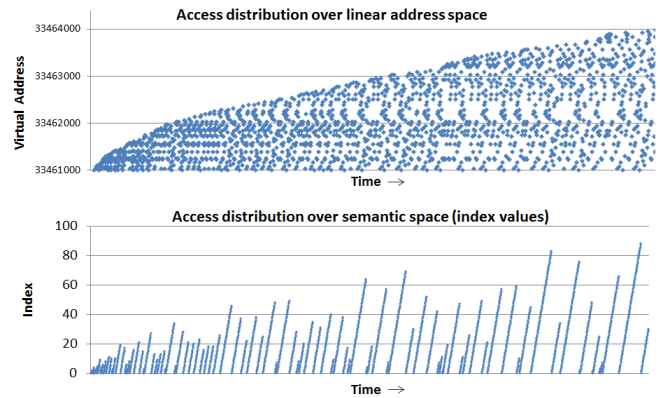 Access distribution over linear address space
33464000
33463000
33462000
33461000
Virtual Address
Time →
Access distribution over semantic space (index values)
100
80
60
40
20
0
Index
Time →